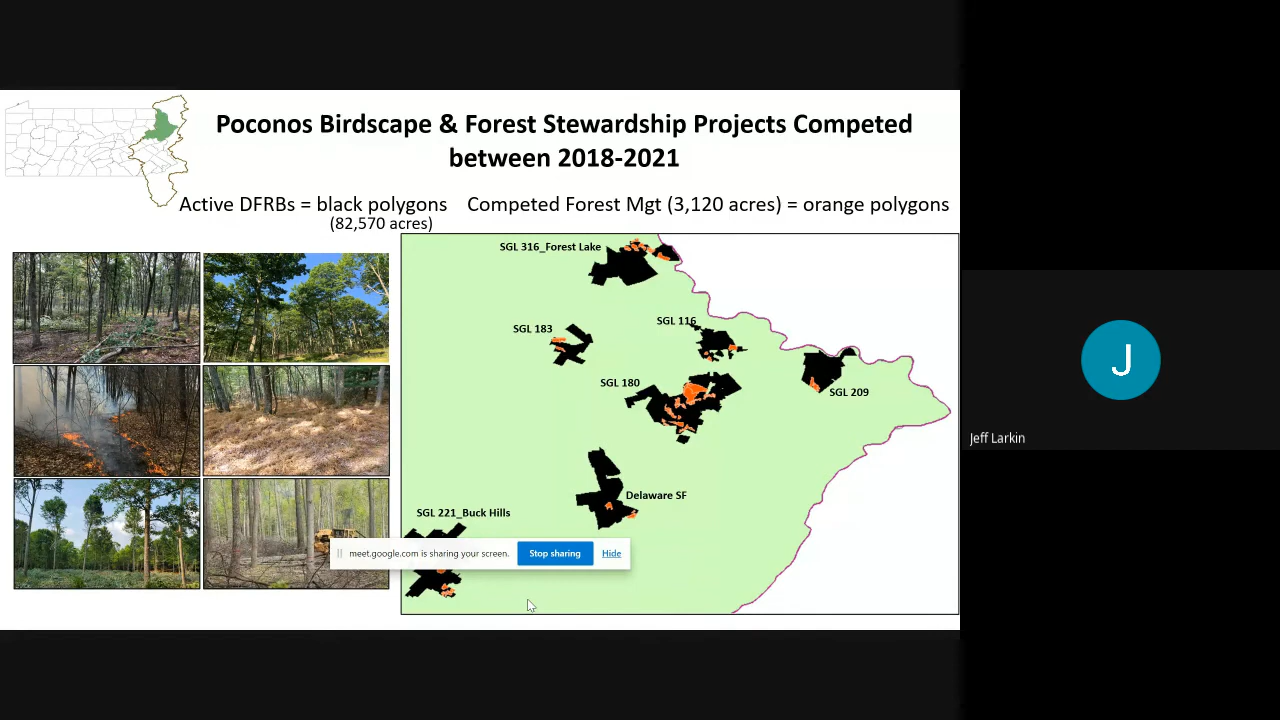 Poconos Birdscape & Forest Stewardship Projects Competed
between 2018-2021
Active DFRBs = black polygons
(82,570 acres)
Competed Forest Mgt (3,120 acres) = orange polygons
SGL 316_Forest Lake
SGL 183
SGL 116
SGL 180
SGL 209
Delaware SF
SGL 221_Buck Hills
meet.google.com is sharing your screen.
Stop sharing
Hide
J
Jeff Larkin